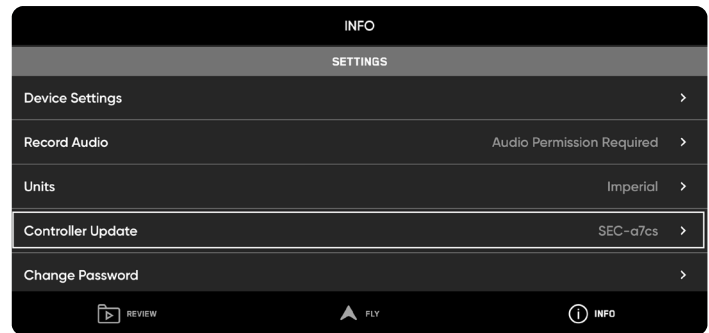 INFO
SETTINGS
Device Settings
Record Audio Audio Permission Required
Units Imperial
Controller Update SEC-a7cs
Change Password
REVIEW FLY INFO